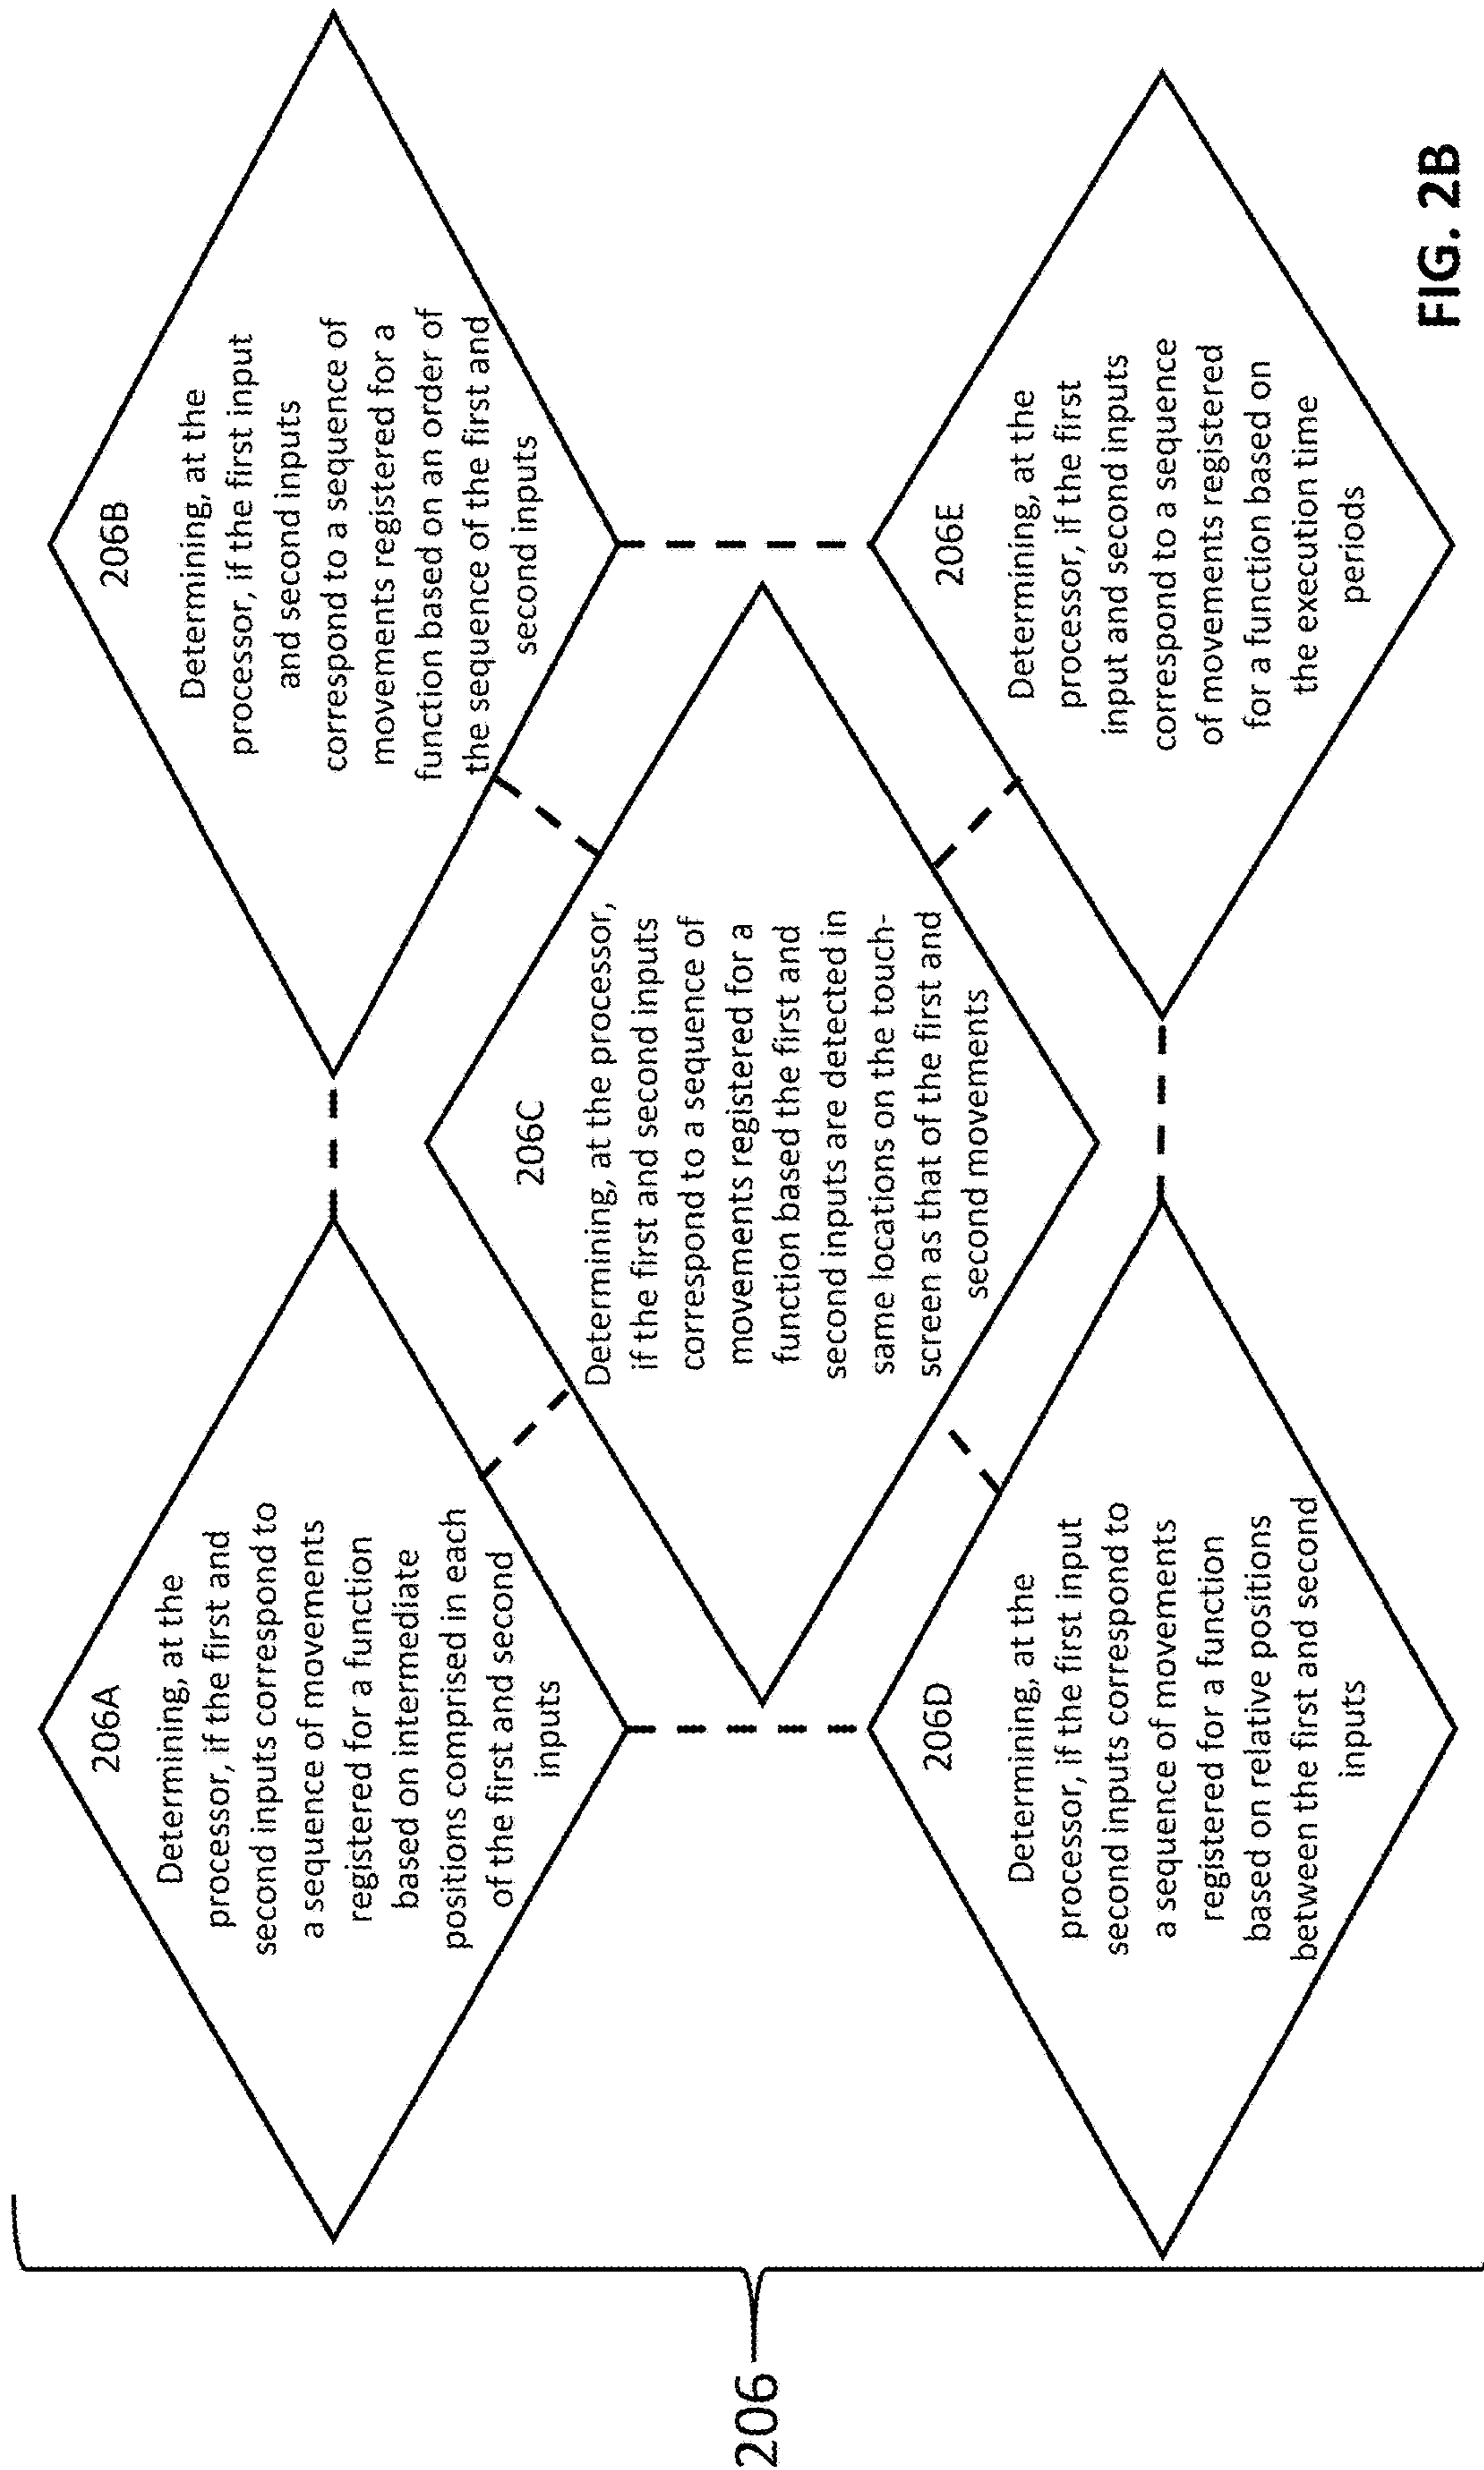 206
206A
Determining, at the
processor, if the first and
second inputs correspond to
a sequence of movements
registered for a function
based on intermediate
positions comprised in each
of the first and second
inputs
206B
Determining, at the
processor, if the first input
and second inputs
correspond to a sequence of
movements registered for a
function based on an order of
the sequence of the first and
second inputs
206C
Determining, at the processor,
if the first and second inputs
correspond to a sequence of
movements registered for a
function based the first and
second inputs are detected in
same locations on the touch-
screen as that of the first and
second movements
206D
Determining, at the
processor, if the first input
second inputs correspond to
a sequence of movements
registered for a function
based on relative positions
between the first and second
inputs
206E
Determining, at the
processor, if the first
input and second inputs
correspond to a sequence
of movements registered
for a function based on
the execution time
periods
FIG. 2B